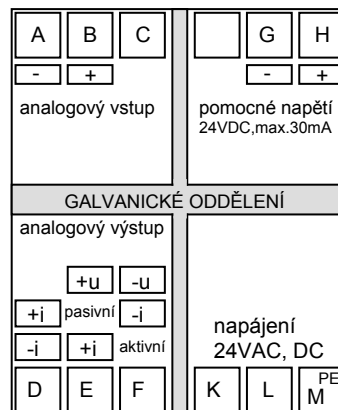 A B C G H
- + - +
analogový vstup
pomocné napětí
24VDC,max.30mA
GALVANICKÉ ODDĚLENÍ
analogový výstup
+u -u
+i pasivní -i
-i +i aktivní
napájení
24VAC, DC
D E F K L M PE